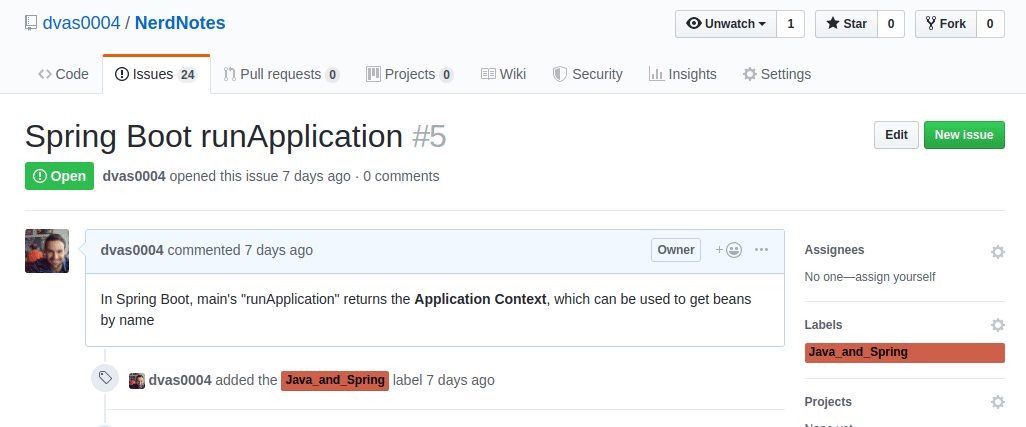 dvas0004 / NerdNotes
Unwatch 1 Star 0 Fork 0
Code Issues 24 Pull requests 0 Projects 0 Wiki Security Insights Settings
Spring Boot runApplication #5
Edit New issue
Open dvas0004 opened this issue 7 days ago · 0 comments
dvas0004 commented 7 days ago Owner
In Spring Boot, main's "runApplication" returns the Application Context, which can be used to get beans
by name
dvas0004 added the Java_and_Spring label 7 days ago
Assignees
No one—assign yourself
Labels
Java_and_Spring
Projects
None yet